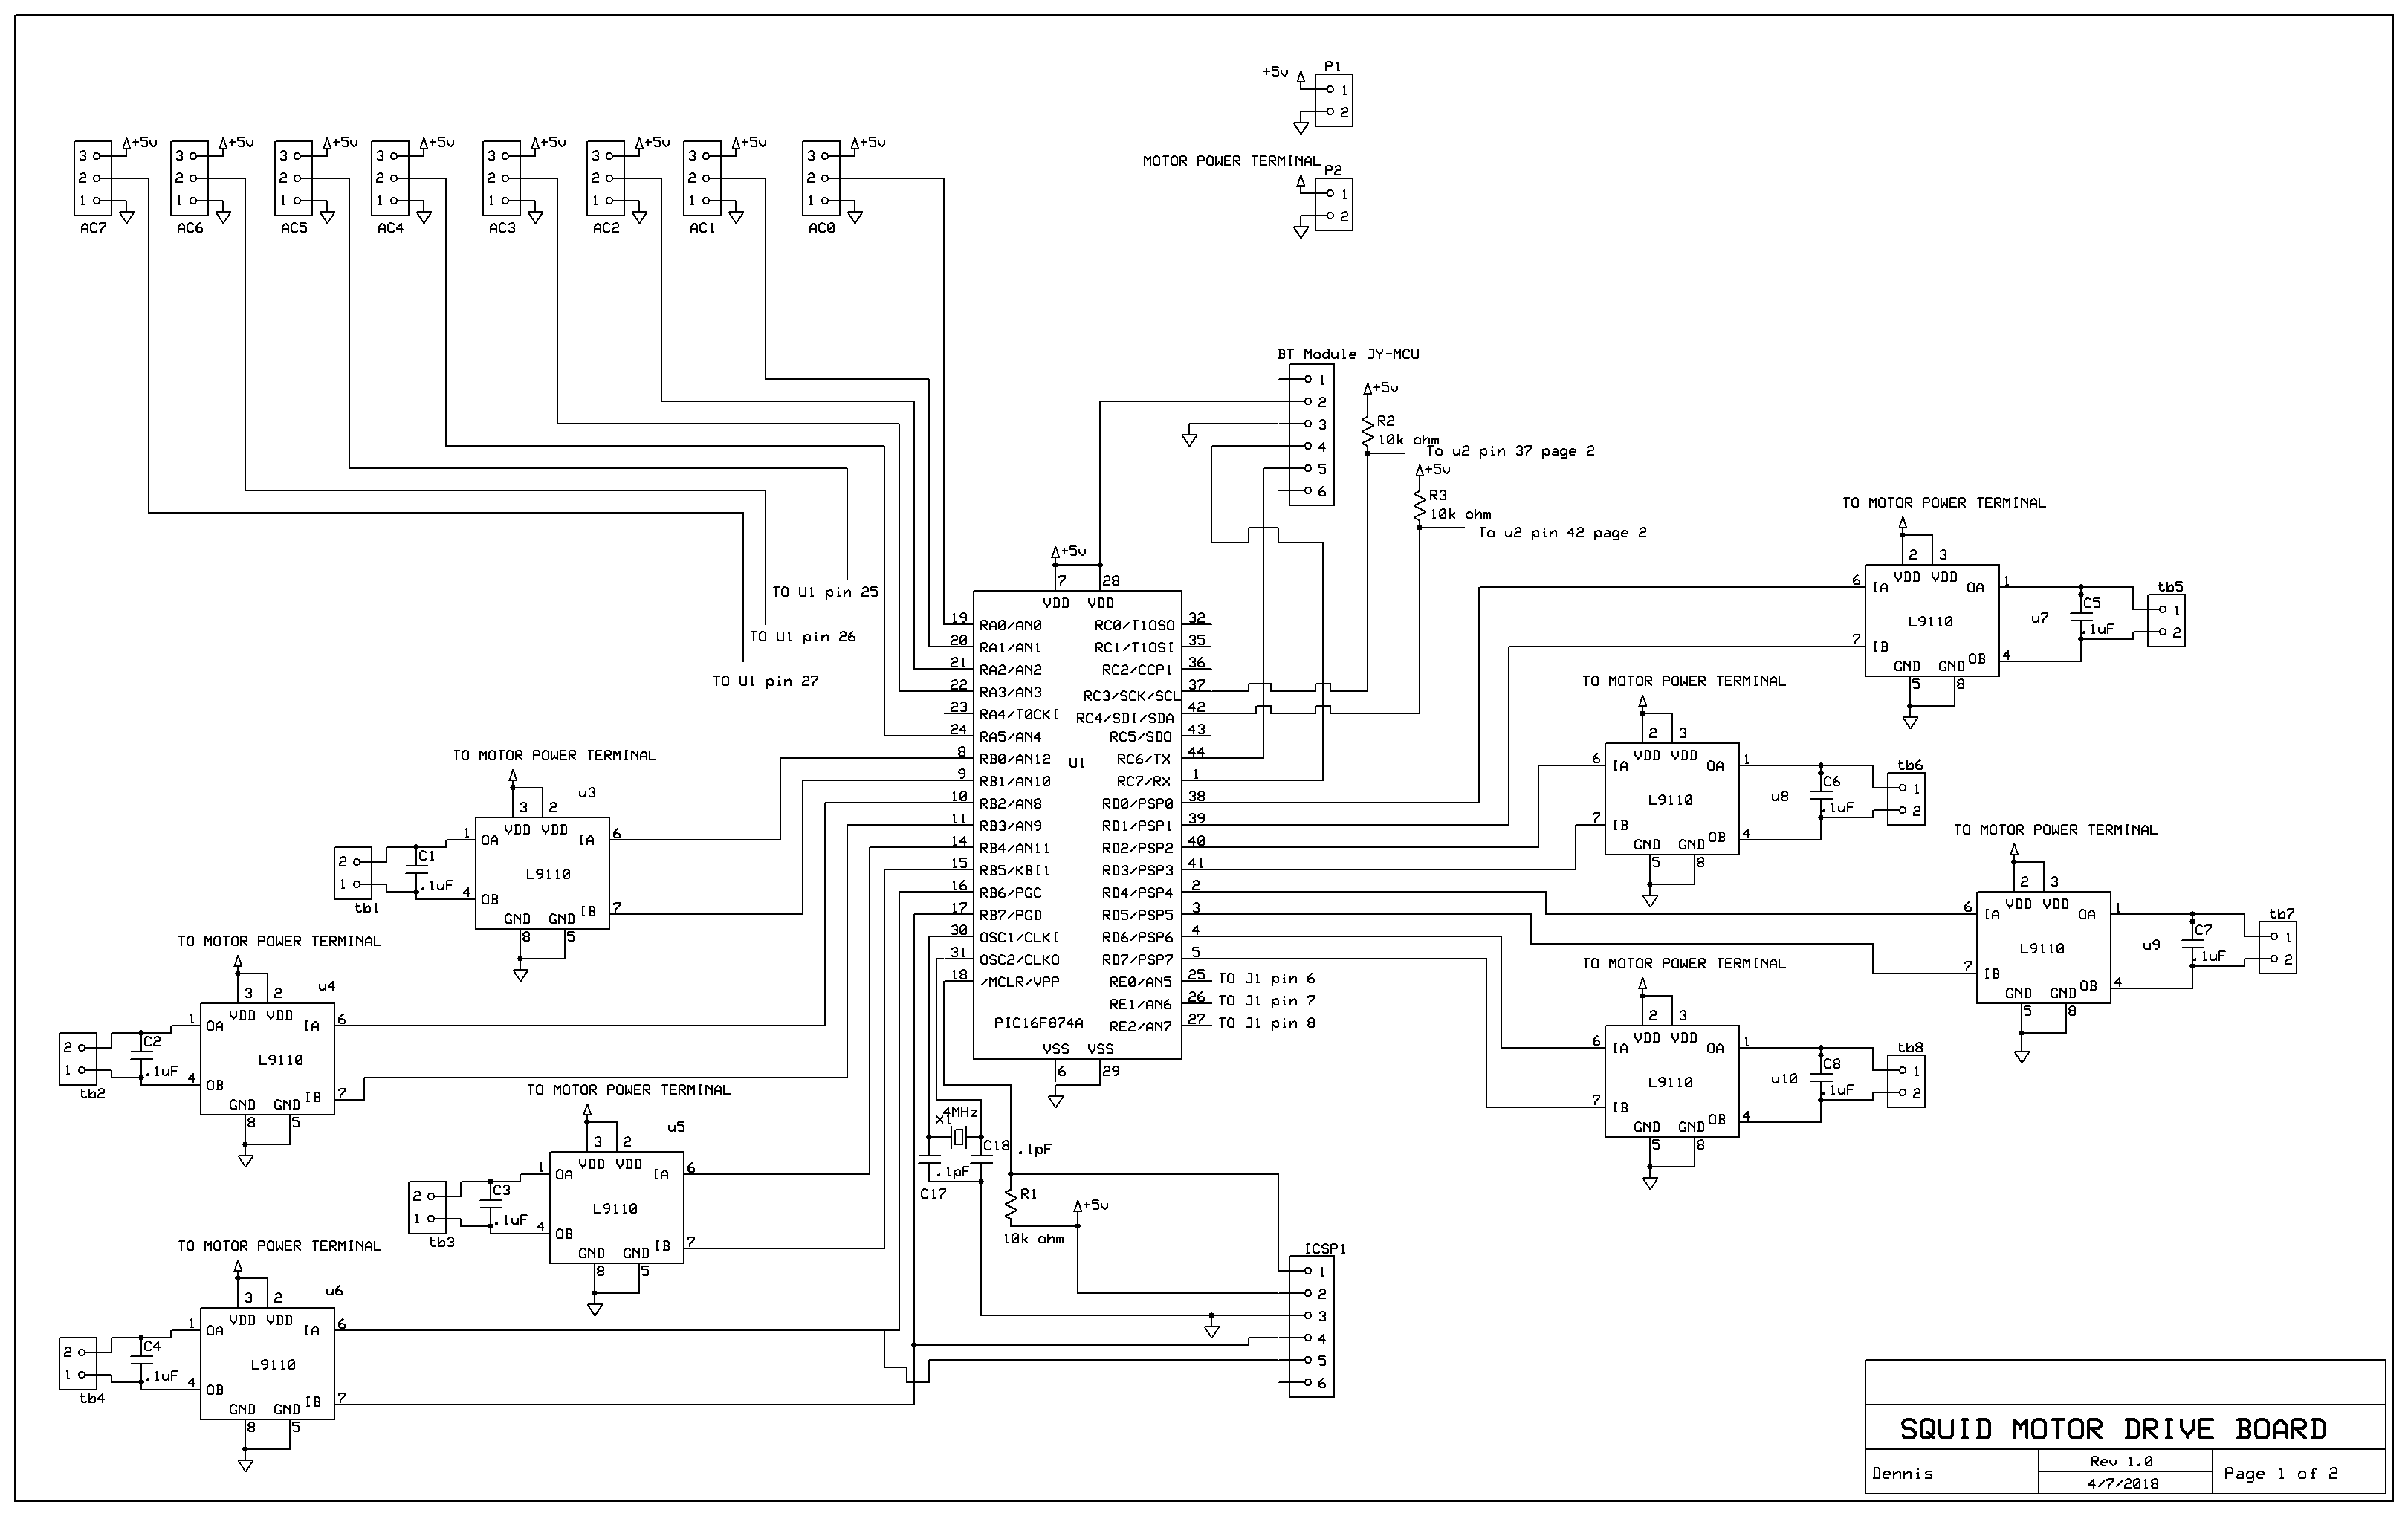 P1
+5v
1
2
MOTOR POWER TERMINAL
P2
1
2
3 +5v
2
1
AC7
3 +5v
2
1
AC6
3 +5v
2
1
AC5
3 +5v
2
1
AC4
3 +5v
2
1
AC3
3 +5v
2
1
AC2
3 +5v
2
1
AC1
3 +5v
2
1
AC0
BT Module JY-MCU
1
2
3
4
5
6
+5v
R2
10k ohm
To u2 pin 37 page 2
+5v
R3
10k ohm
To u2 pin 42 page 2
TO U1 pin 25
TO U1 pin 26
TO U1 pin 27
+5v
7 28
VDD VDD
19 RA0/AN0 RC0/T1OSO 32
20 RA1/AN1 RC1/T1OSI 35
21 RA2/AN2 RC2/CCP1 36
22 RA3/AN3 RC3/SCK/SCL 37
23 RA4/T0CKI RC4/SDI/SDA 42
24 RA5/AN4 RC5/SDO 43
8 RB0/AN12 U1 RC6/TX 44
9 RB1/AN10 RC7/RX 1
10 RB2/AN8 RD0/PSP0 38
11 RB3/AN9 RD1/PSP1 39
14 RB4/AN11 RD2/PSP2 40
15 RB5/KBI1 RD3/PSP3 41
16 RB6/PGC RD4/PSP4 2
17 RB7/PGD RD5/PSP5 3
30 OSC1/CLKI RD6/PSP6 4
31 OSC2/CLKO RD7/PSP7 5
18 /MCLR/VPP RE0/AN5 25 TO J1 pin 6
RE1/AN6 26 TO J1 pin 7
PIC16F874A RE2/AN7 27 TO J1 pin 8
VSS VSS
6 29
TO MOTOR POWER TERMINAL
u3
3 2
VDD VDD
1 OA IA 6
L9110
4 OB IB 7
GND GND
8 5
C1
.1uF
2
1
tb1
TO MOTOR POWER TERMINAL
u4
3 2
VDD VDD
1 OA IA 6
L9110
4 OB IB 7
GND GND
8 5
C2
.1uF
2
1
tb2
TO MOTOR POWER TERMINAL
u5
3 2
VDD VDD
1 OA IA 6
L9110
4 OB IB 7
GND GND
8 5
C3
.1uF
2
1
tb3
TO MOTOR POWER TERMINAL
u6
3 2
VDD VDD
1 OA IA 6
L9110
4 OB IB 7
GND GND
8 5
C4
.1uF
2
1
tb4
4MHz
X1
C18 .1pF
.1pF
C17
R1
10k ohm
+5v
ICSP1
1
2
3
4
5
6
TO MOTOR POWER TERMINAL
2 3
VDD VDD
6 IA OA 1
L9110
7 IB OB 4
GND GND
5 8
u7
C5
.1uF
tb5
1
2
TO MOTOR POWER TERMINAL
2 3
VDD VDD
6 IA OA 1
L9110
7 IB OB 4
GND GND
5 8
u8
C6
.1uF
tb6
1
2
TO MOTOR POWER TERMINAL
2 3
VDD VDD
6 IA OA 1
L9110
7 IB OB 4
GND GND
5 8
u9
C7
.1uF
tb7
1
2
TO MOTOR POWER TERMINAL
2 3
VDD VDD
6 IA OA 1
L9110
7 IB OB 4
GND GND
5 8
u10
C8
.1uF
tb8
1
2
SQUID MOTOR DRIVE BOARD
Dennis
Rev 1.0
4/7/2018
Page 1 of 2